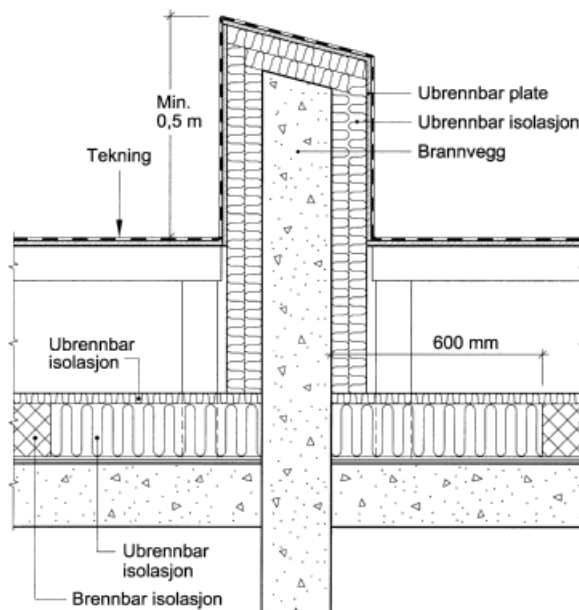 Min.
0,5 m
Ubrennbar plate
Ubrennbar isolasjon
Brannvegg
Tekning
600 mm
Ubrennbar
isolasjon
Ubrennbar
isolasjon
Brennbar isolasjon